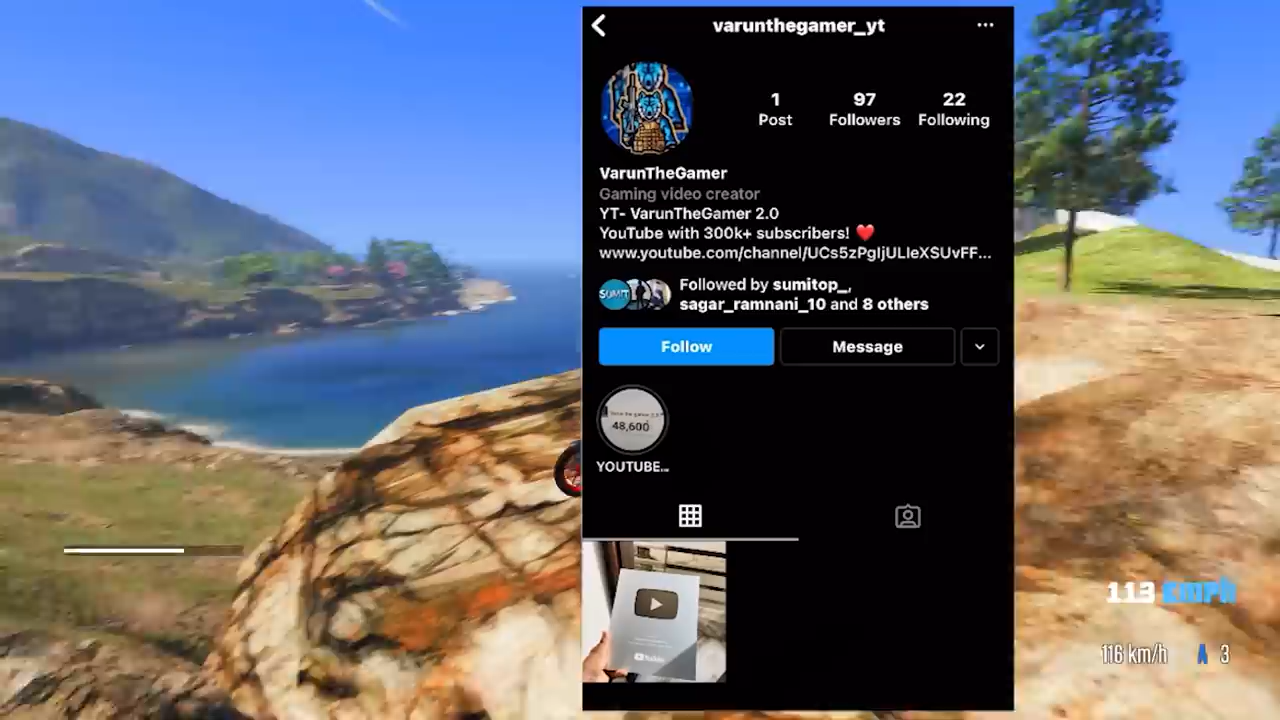 varunthegamer_yt
1 97 22
Post Followers Following
VarunTheGamer
Gaming video creator
YT- VarunTheGamer 2.0
YouTube with 300k+ subscribers! ❤️
www.youtube.com/channel/UCs5zPgIjULIeXSUvFF...
SUMIT
Followed by sumitop_,
sagar_ramnani_10 and 8 others
Follow Message
48,600
YOUTUBE...
YouTube
113 kmph
116 km/h 3